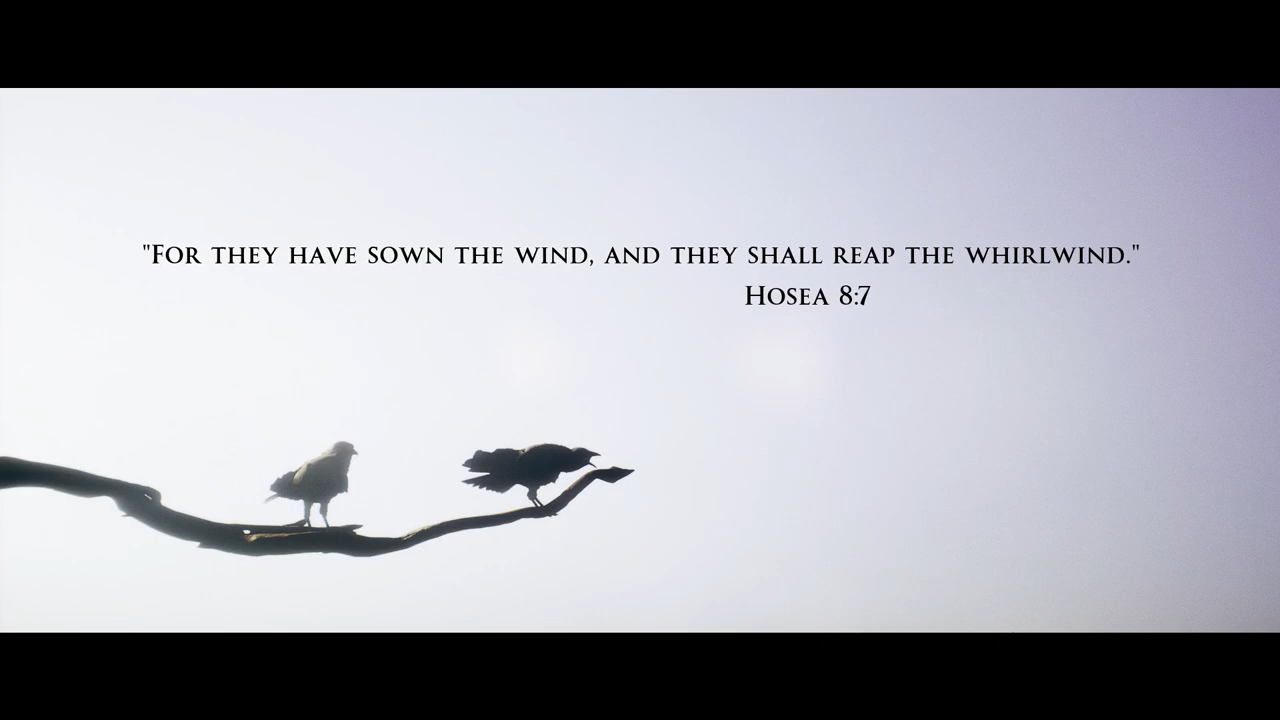 "For they have sown the wind, and they shall reap the whirlwind."
Hosea 8:7